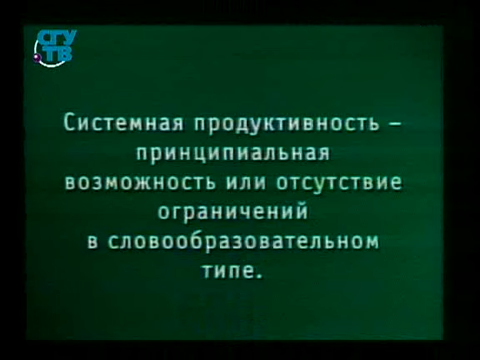 СГУ
ТВ
Системная продуктивность –
принципиальная
возможность или отсутствие
ограничений
в словообразовательном
типе.